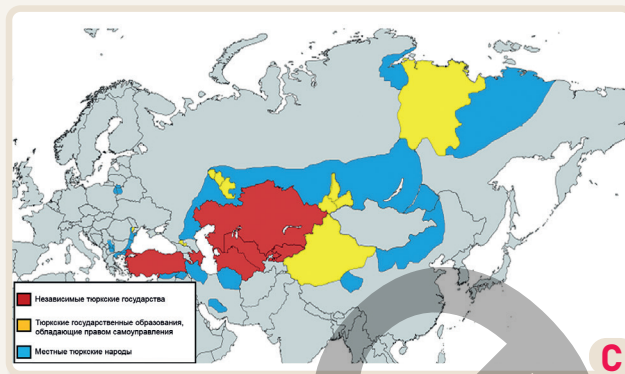 Независимые тюркские государства
Тюркские государственные образования,
обладающие правом самоуправления
Местные тюркские народы
C